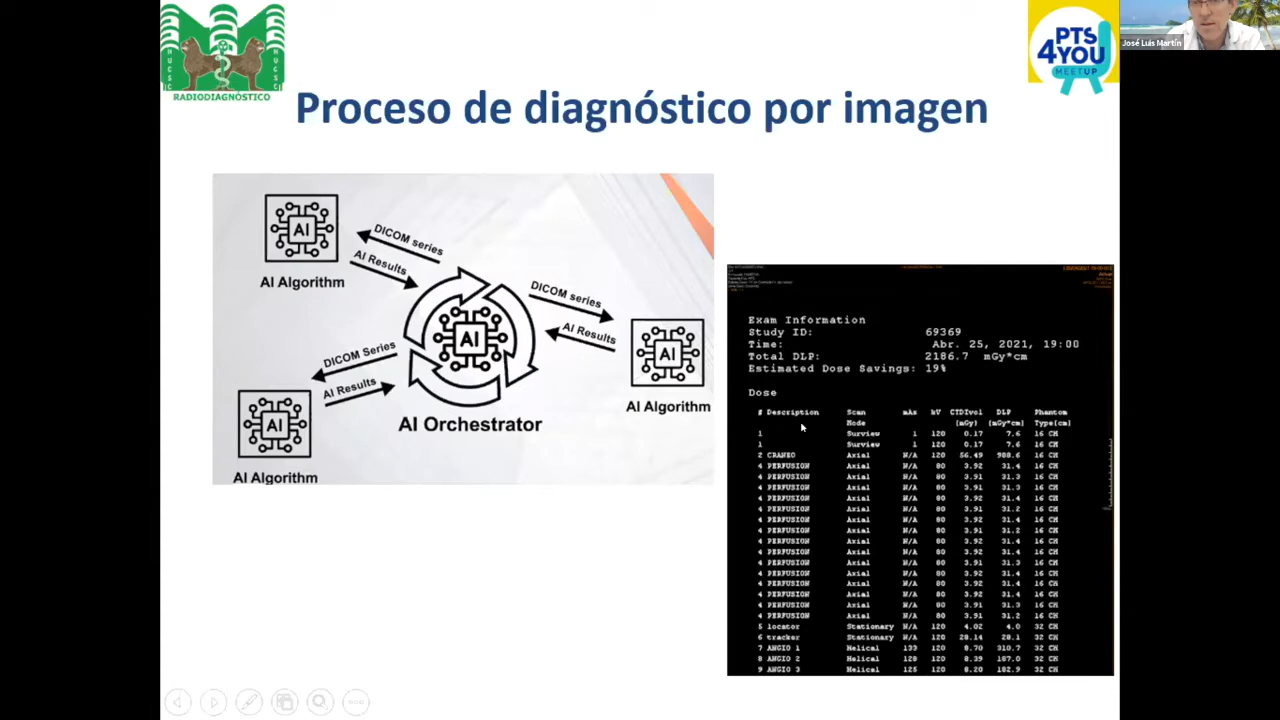 RADIODIAGNÓSTICO
PTS
4YOU
MEETUP
José Luis Martín
Proceso de diagnóstico por imagen
AI
AI Algorithm
DICOM series
AI Results
AI
AI Orchestrator
DICOM series
AI Results
AI
AI Algorithm
DICOM Series
AI Results
AI
AI Algorithm
Exam Information
Study ID: 69369
Time: Abr. 25, 2021, 19:00
Total DLP: 2186.7 mGy*cm
Estimated Dose Savings: 19%
Dose
# Description Scan Mode mAs kV CTDIvol (mGy) DLP (mGy*cm) Phantom Type(cm)
1 Surview 1 120 0.17 7.6 16 CM
1 Surview 1 120 0.17 7.6 16 CM
2 CRANEO Axial N/A 120 56.49 988.6 16 CM
4 PERFUSION Axial N/A 80 3.92 31.4 16 CM
4 PERFUSION Axial N/A 80 3.91 31.3 16 CM
4 PERFUSION Axial N/A 80 3.91 31.3 16 CM
4 PERFUSION Axial N/A 80 3.92 31.4 16 CM
4 PERFUSION Axial N/A 80 3.91 31.2 16 CM
4 PERFUSION Axial N/A 80 3.92 31.4 16 CM
4 PERFUSION Axial N/A 80 3.91 31.2 16 CM
4 PERFUSION Axial N/A 80 3.92 31.4 16 CM
4 PERFUSION Axial N/A 80 3.92 31.4 16 CM
4 PERFUSION Axial N/A 80 3.91 31.3 16 CM
4 PERFUSION Axial N/A 80 3.92 31.4 16 CM
4 PERFUSION Axial N/A 80 3.92 31.4 16 CM
4 PERFUSION Axial N/A 80 3.92 31.4 16 CM
4 PERFUSION Axial N/A 80 3.91 31.3 16 CM
4 PERFUSION Axial N/A 80 3.91 31.2 16 CM
5 locator Stationary N/A 120 4.02 4.0 32 CM
6 tracker Stationary N/A 120 28.14 28.1 32 CM
7 ANGIO 1 Helical 133 120 8.70 310.7 32 CM
8 ANGIO 2 Helical 128 120 8.39 187.0 32 CM
9 ANGIO 3 Helical 125 120 8.20 182.9 32 CM